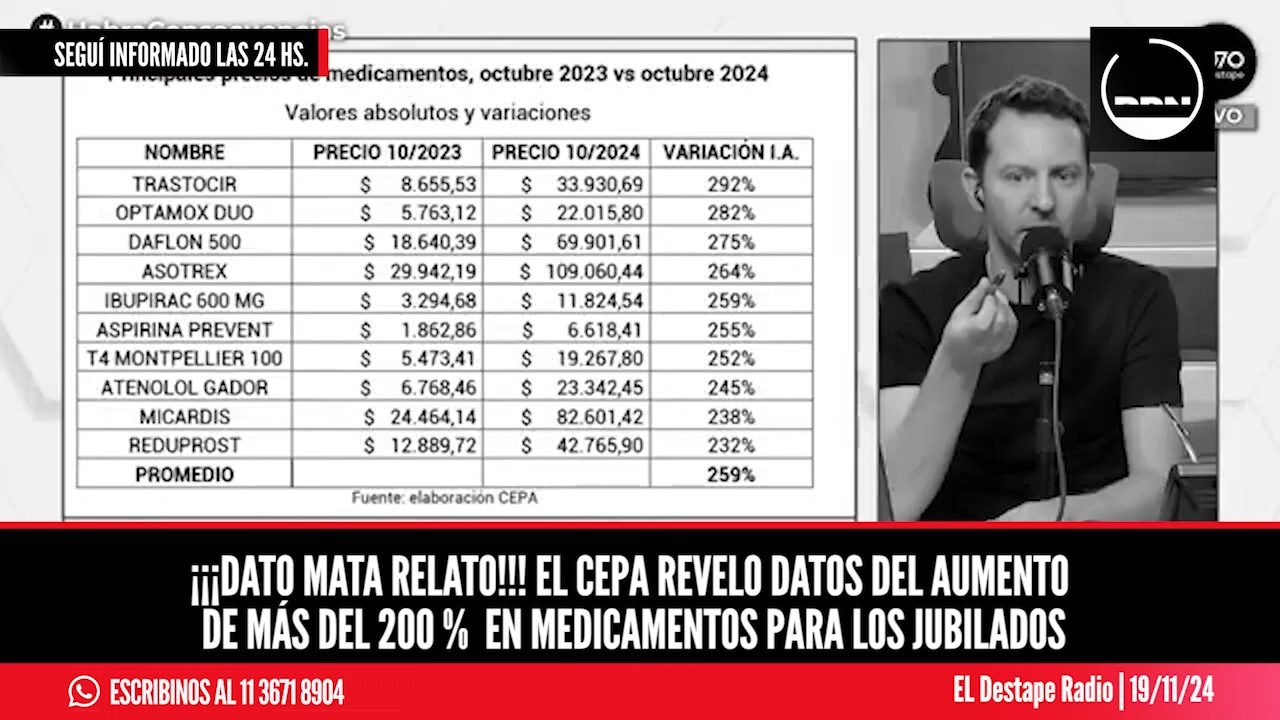 #HabraConsecuencias
SEGUÍ INFORMADO LAS 24 HS.
Principales precios de medicamentos, octubre 2023 vs octubre 2024
Valores absolutos y variaciones
NOMBRE PRECIO 10/2023 PRECIO 10/2024 VARIACIÓN I.A.
TRASTOCIR $ 8.655,53 $ 33.930,69 292%
OPTAMOX DUO $ 5.763,12 $ 22.015,80 282%
DAFLON 500 $ 18.640,39 $ 69.901,61 275%
ASOTREX $ 29.942,19 $ 109.060,44 264%
IBUPIRAC 600 MG $ 3.294,68 $ 11.824,54 259%
ASPIRINA PREVENT $ 1.862,86 $ 6.618,41 255%
T4 MONTPELLIER 100 $ 5.473,41 $ 19.267,80 252%
ATENOLOL GADOR $ 6.768,46 $ 23.342,45 245%
MICARDIS $ 24.464,14 $ 82.601,42 238%
REDUPROST $ 12.889,72 $ 42.765,90 232%
PROMEDIO 259%
Fuente: elaboración CEPA
¡¡¡DATO MATA RELATO!!! EL CEPA REVELO DATOS DEL AUMENTO
DE MÁS DEL 200 % EN MEDICAMENTOS PARA LOS JUBILADOS
ESCRIBINOS AL 11 3671 8904
EL Destape Radio | 19/11/24